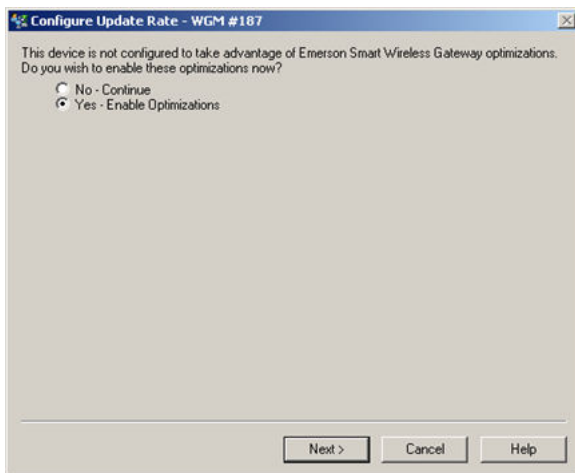 Configure Update Rate - WGM #187
This device is not configured to take advantage of Emerson Smart Wireless Gateway optimizations.
Do you wish to enable these optimizations now?
No - Continue
Yes - Enable Optimizations
Next >
Cancel
Help